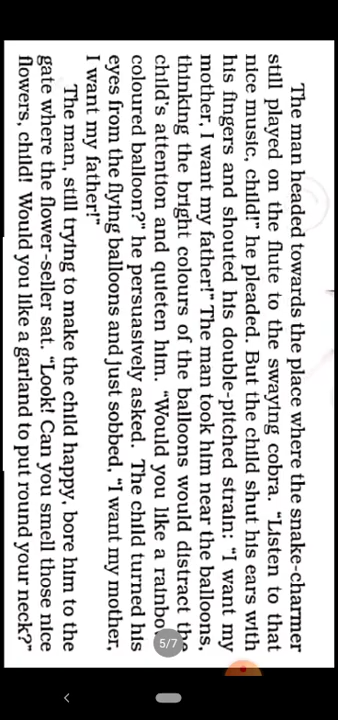 The man headed towards the place where the snake-charmer
still played on the flute to the swaying cobra. "Listen to that
nice music, child!" he pleaded. But the child shut his ears with
his fingers and shouted his double-pitched strain: "I want my
mother, I want my father!" The man took him near the balloons,
thinking the bright colours of the balloons would distract the
child's attention and quieten him. "Would you like a rainbo
coloured balloon?" he persuasively asked. The child turned his
eyes from the flying balloons and just sobbed, "I want my mother,
I want my father!"
The man, still trying to make the child happy, bore him to the
gate where the flower-seller sat. "Look! Can you smell those nice
flowers, child! Would you like a garland to put round your neck?"
5/7